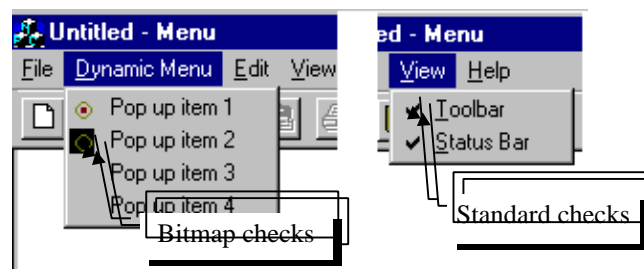 Untitled - Menu
File Dynamic Menu Edit View
Pop up item 1
Pop up item 2
Pop up item 3
Pop up item 4
Bitmap checks
ed - Menu
View Help
Toolbar
Status Bar
Standard checks